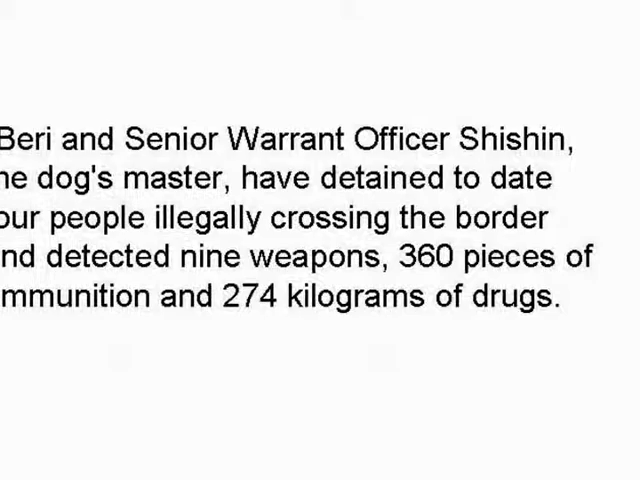 Beri and Senior Warrant Officer Shishin,
he dog's master, have detained to date
our people illegally crossing the border
nd detected nine weapons, 360 pieces of
mmunition and 274 kilograms of drugs.